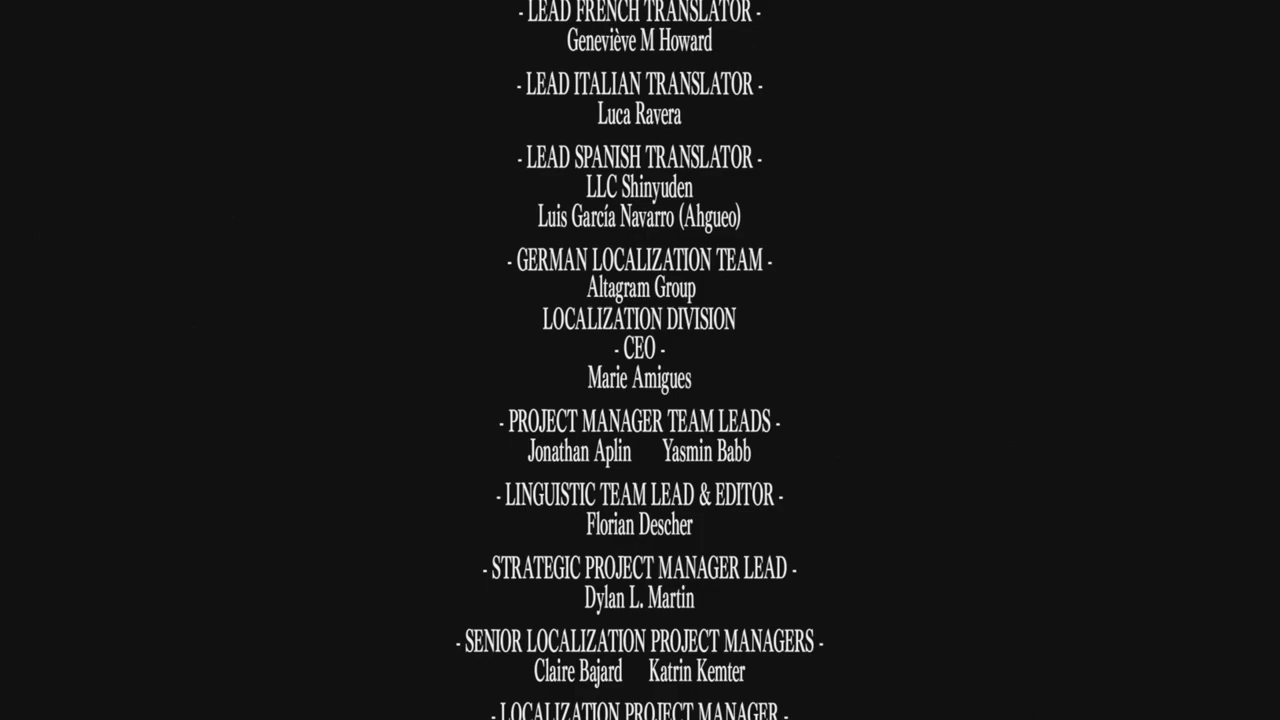 - LEAD FRENCH TRANSLATOR -
Geneviève M Howard
- LEAD ITALIAN TRANSLATOR -
Luca Ravera
- LEAD SPANISH TRANSLATOR -
LLC Shinyuden
Luis García Navarro (Ahgueo)
- GERMAN LOCALIZATION TEAM -
Altagram Group
LOCALIZATION DIVISION
- CEO -
Marie Amigues
- PROJECT MANAGER TEAM LEADS -
Jonathan Aplin Yasmin Babb
- LINGUISTIC TEAM LEAD & EDITOR -
Florian Descher
- STRATEGIC PROJECT MANAGER LEAD -
Dylan L. Martin
- SENIOR LOCALIZATION PROJECT MANAGERS -
Claire Bajard Katrin Kemter
- LOCALIZATION PROJECT MANAGER -